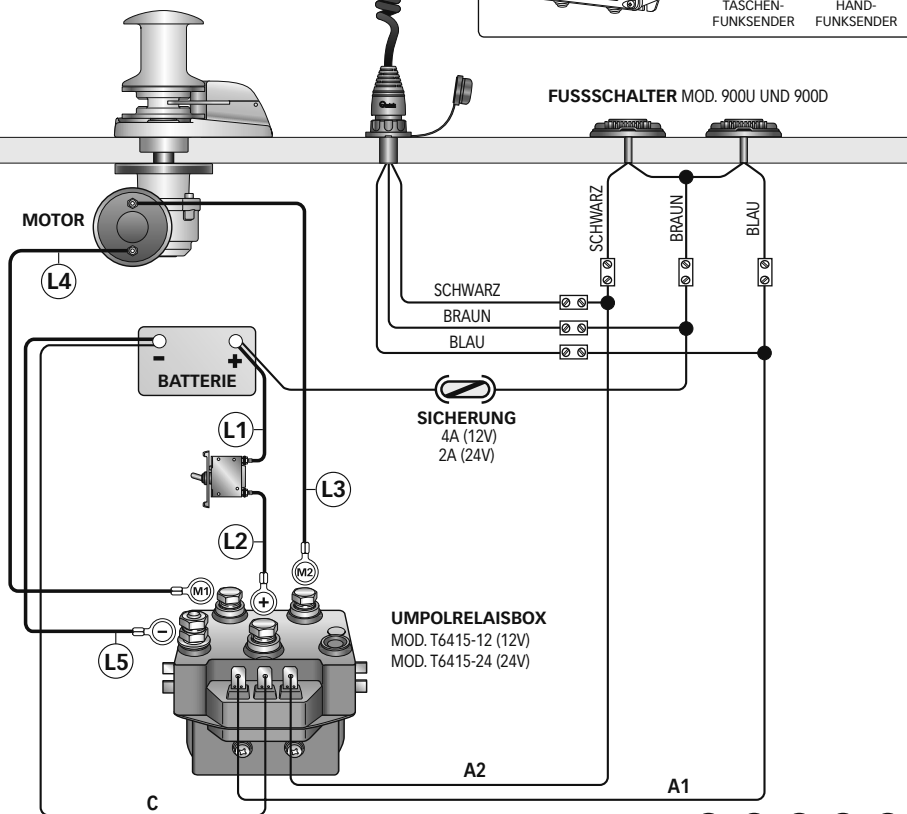 TASCHEN-
FUNKSENDER
HAND-
FUNKSENDER
FUSSSCHALTER MOD. 900U UND 900D
MOTOR
SCHWARZ
BRAUN
BLAU
L4
SCHWARZ
BRAUN
BLAU
- +
BATTERIE
SICHERUNG
4A (12V)
2A (24V)
L1
L3
L2
M2
M1
+
-
UMPOLRELAISBOX
MOD. T6415-12 (12V)
MOD. T6415-24 (24V)
L5
A2
A1
C